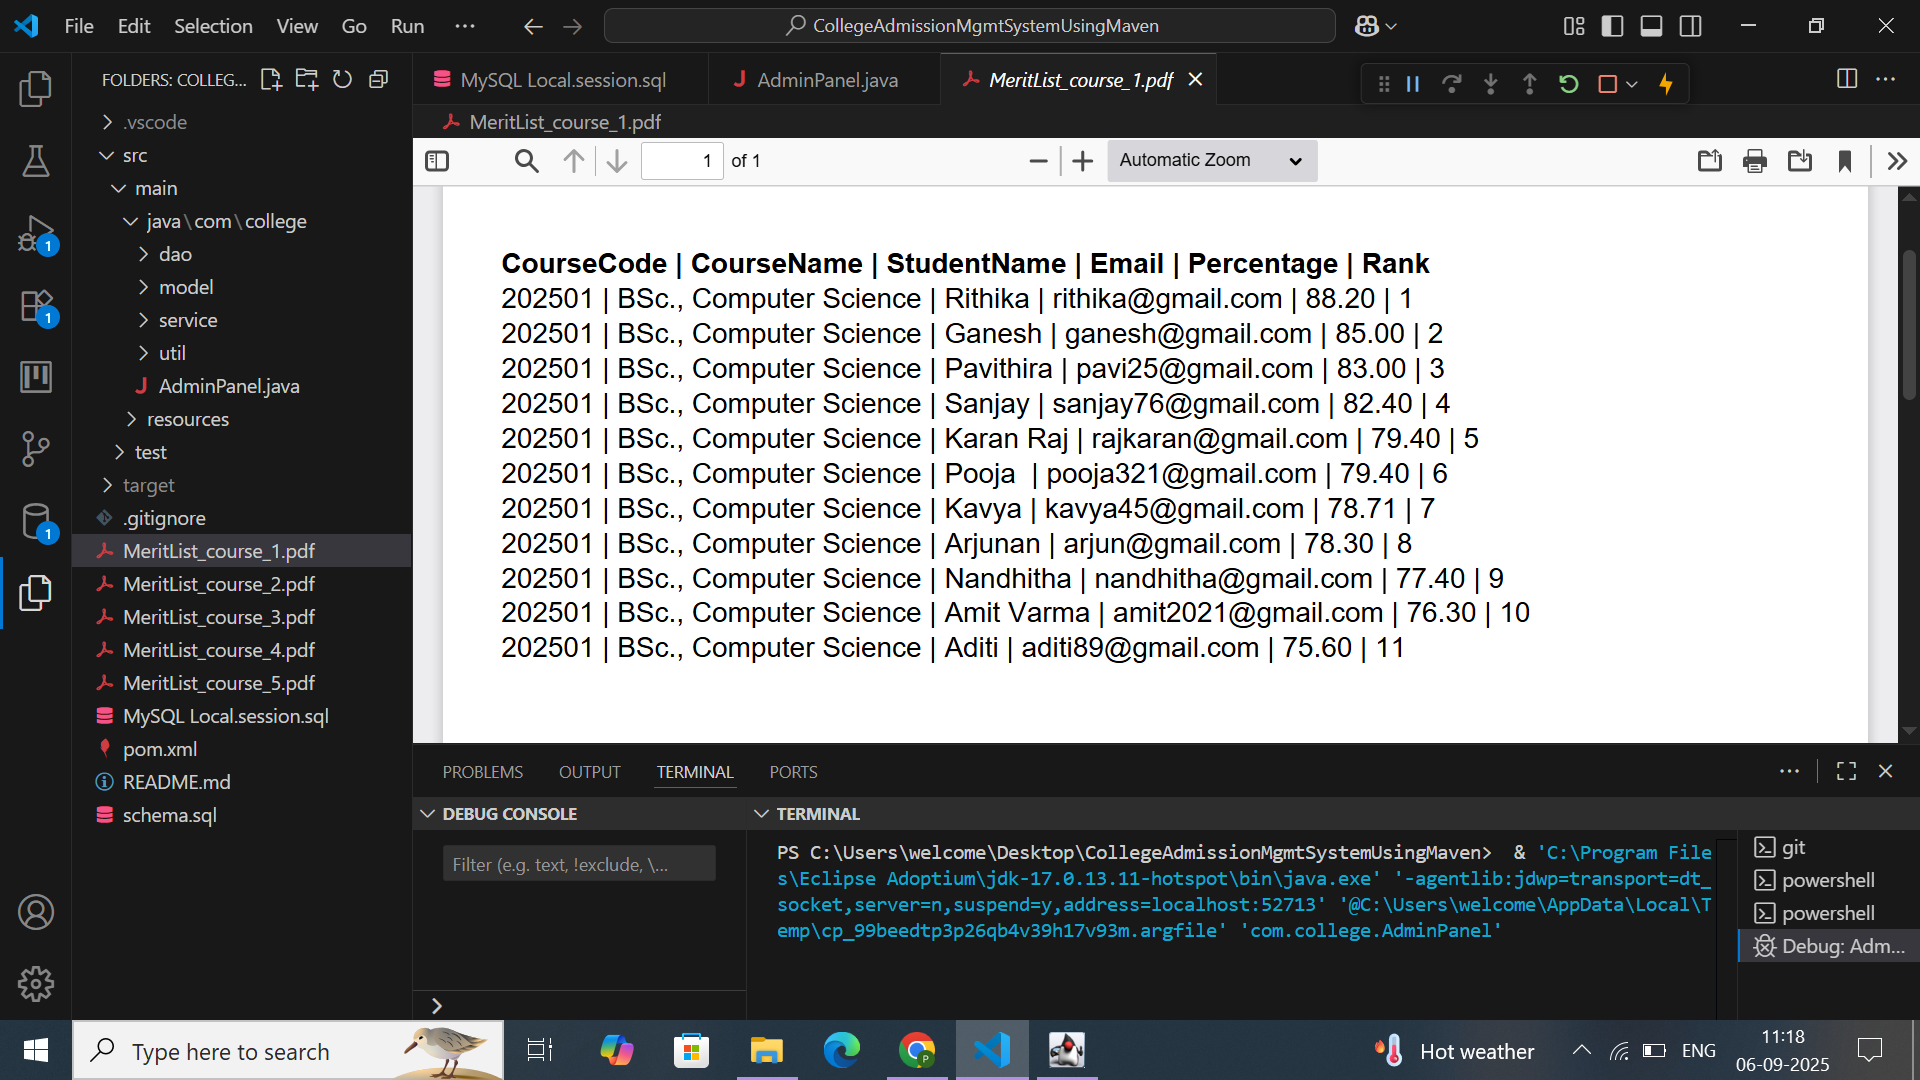 File Edit Selection View Go Run ··· CollegeAdmissionMgmtSystemUsingMaven
FOLDERS: COLLEG...
.vscode
src
main
java\com\college
dao
model
service
util
AdminPanel.java
resources
test
target
.gitignore
MeritList_course_1.pdf
MeritList_course_2.pdf
MeritList_course_3.pdf
MeritList_course_4.pdf
MeritList_course_5.pdf
MySQL Local.session.sql
pom.xml
README.md
schema.sql
1
1
1
MySQL Local.session.sql AdminPanel.java MeritList_course_1.pdf
MeritList_course_1.pdf
1 of 1 Automatic Zoom
CourseCode | CourseName | StudentName | Email | Percentage | Rank
202501 | BSc., Computer Science | Rithika | rithika@gmail.com | 88.20 | 1
202501 | BSc., Computer Science | Ganesh | ganesh@gmail.com | 85.00 | 2
202501 | BSc., Computer Science | Pavithira | pavi25@gmail.com | 83.00 | 3
202501 | BSc., Computer Science | Sanjay | sanjay76@gmail.com | 82.40 | 4
202501 | BSc., Computer Science | Karan Raj | rajkaran@gmail.com | 79.40 | 5
202501 | BSc., Computer Science | Pooja  | pooja321@gmail.com | 79.40 | 6
202501 | BSc., Computer Science | Kavya | kavya45@gmail.com | 78.71 | 7
202501 | BSc., Computer Science | Arjunan | arjun@gmail.com | 78.30 | 8
202501 | BSc., Computer Science | Nandhitha | nandhitha@gmail.com | 77.40 | 9
202501 | BSc., Computer Science | Amit Varma | amit2021@gmail.com | 76.30 | 10
202501 | BSc., Computer Science | Aditi | aditi89@gmail.com | 75.60 | 11
PROBLEMS OUTPUT TERMINAL PORTS
DEBUG CONSOLE
Filter (e.g. text, !exclude, \...
TERMINAL
PS C:\Users\welcome\Desktop\CollegeAdmissionMgmtSystemUsingMaven>  & 'C:\Program File
s\Eclipse Adoptium\jdk-17.0.13.11-hotspot\bin\java.exe' '-agentlib:jdwp=transport=dt_
socket,server=n,suspend=y,address=localhost:52713' '@C:\Users\welcome\AppData\Local\T
emp\cp_99beedtp3p26qb4v39h17v93m.argfile' 'com.college.AdminPanel'
git
powershell
powershell
Debug: Adm...
Type here to search
P
Hot weather ENG
11:18
06-09-2025